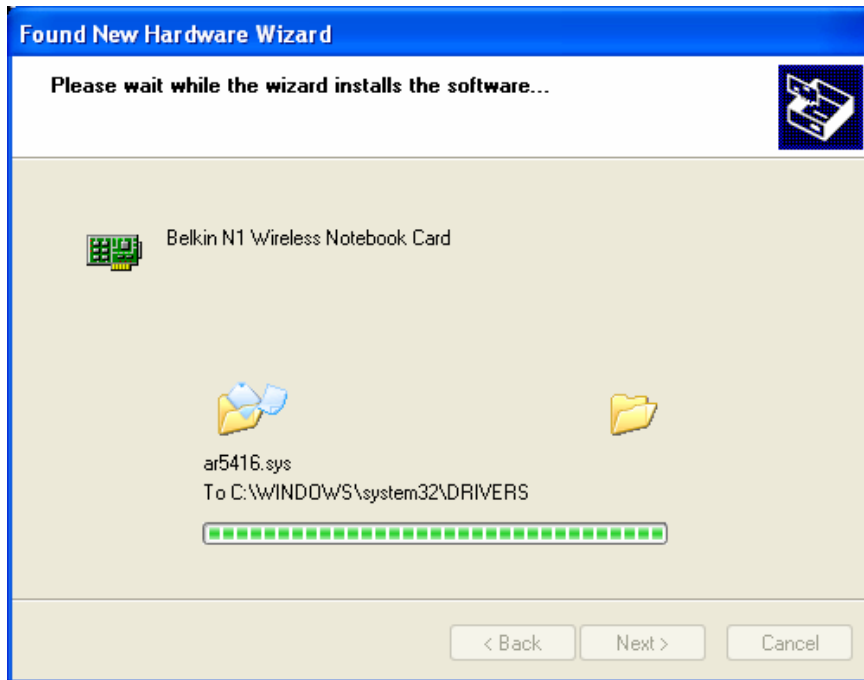 Found New Hardware Wizard
Please wait while the wizard installs the software...
Belkin N1 Wireless Notebook Card
ar5416.sys
To C:\WINDOWS\system32\DRIVERS
< Back Next > Cancel